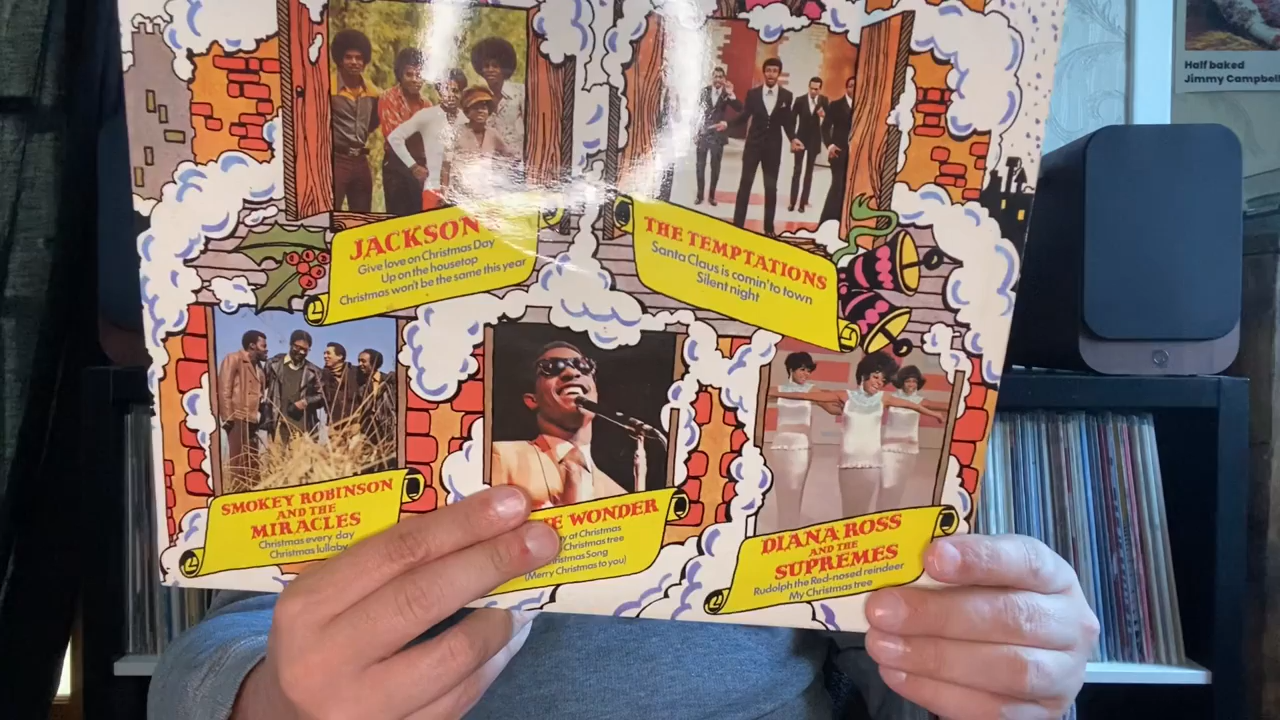 Half baked
Jimmy Campbell
JACKSON
Give love on Christmas Day
Up on the housetop
Christmas won't be the same this year
THE TEMPTATIONS
Santa Claus is comin' to town
Silent night
SMOKEY ROBINSON
AND THE
MIRACLES
Christmas every day
Christmas lullaby
WONDER
at Christmas
Christmas tree
Song
(Merry Christmas to you)
DIANA ROSS
AND THE
SUPREMES
Rudolph the Red-nosed reindeer
My Christmas tree